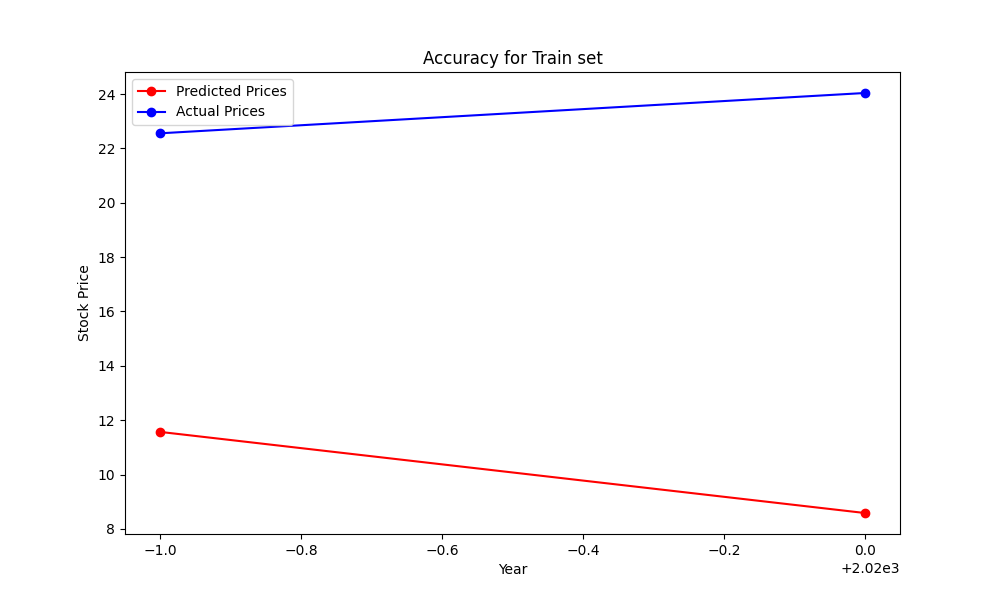 Accuracy for Train set
Predicted Prices
Actual Prices
Stock Price
24
22
20
18
16
14
12
10
8
−1.0 −0.8 −0.6 −0.4 −0.2 0.0
+2.02e3
Year